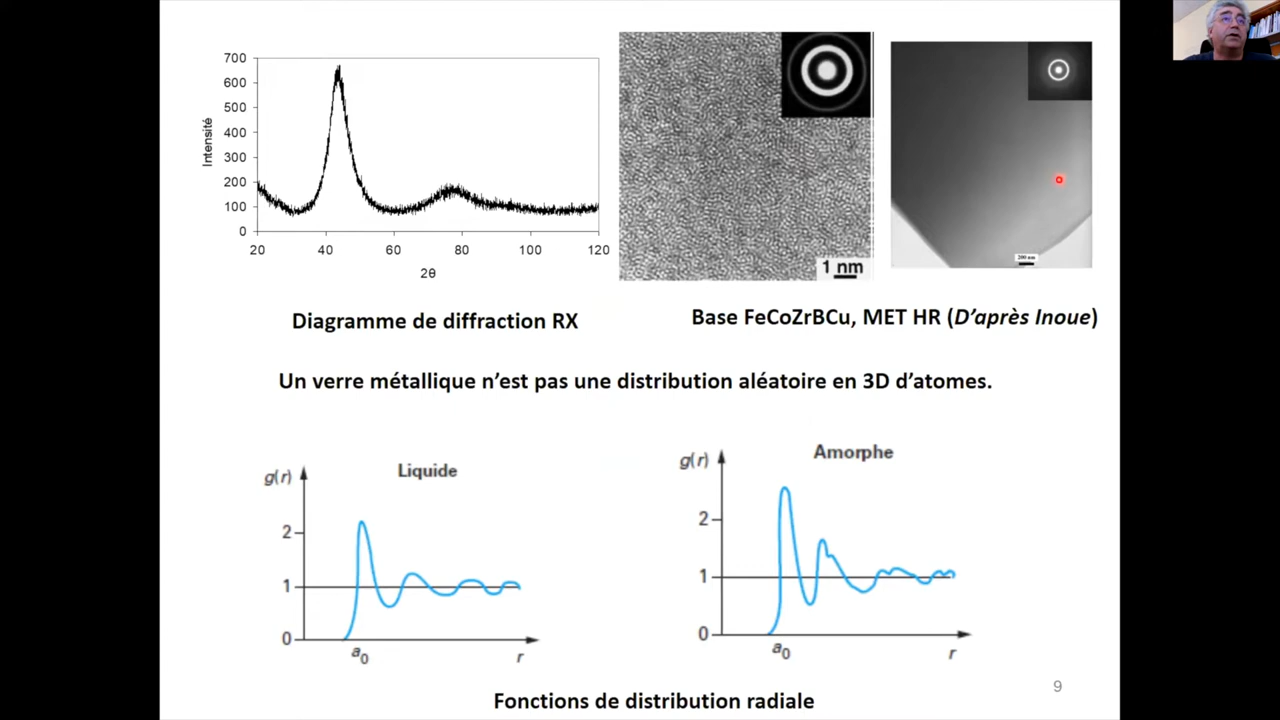 700
600
500
400
300
200
100
0
Intensité
20 40 60 80 100 120
2θ
1 nm
200 nm
Diagramme de diffraction RX
Base FeCoZrBCu, MET HR (D’après Inoue)
Un verre métallique n’est pas une distribution aléatoire en 3D d’atomes.
Liquide
g(r)
2
1
0
a0
r
Amorphe
g(r)
2
1
0
a0
r
9
Fonctions de distribution radiale